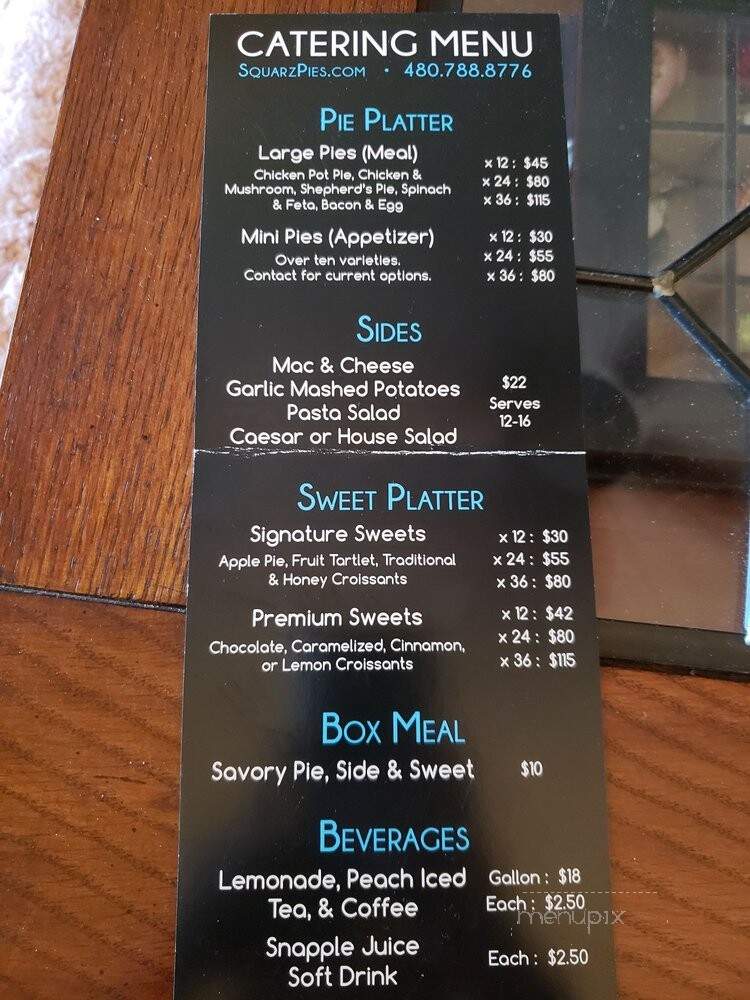 CATERING MENU
SQUARZPIES.COM • 480.788.8776
PIE PLATTER
Large Pies (Meal)
Chicken Pot Pie, Chicken &
Mushroom, Shepherd's Pie, Spinach
& Feta, Bacon & Egg
x 12 : $45
x 24 : $80
x 36 : $115
Mini Pies (Appetizer)
Over ten varieties.
Contact for current options.
x 12 : $30
x 24 : $55
x 36 : $80
SIDES
Mac & Cheese
Garlic Mashed Potatoes
Pasta Salad
Caesar or House Salad
$22
Serves
12-16
SWEET PLATTER
Signature Sweets
Apple Pie, Fruit Tartlet, Traditional
& Honey Croissants
x 12 : $30
x 24 : $55
x 36 : $80
Premium Sweets
Chocolate, Caramelized, Cinnamon,
or Lemon Croissants
x 12 : $42
x 24 : $80
x 36 : $115
BOX MEAL
Savory Pie, Side & Sweet $10
BEVERAGES
Lemonade, Peach Iced
Tea, & Coffee
Gallon : $18
Each : $2.50
Snapple Juice
Soft Drink
Each : $2.50
menupix